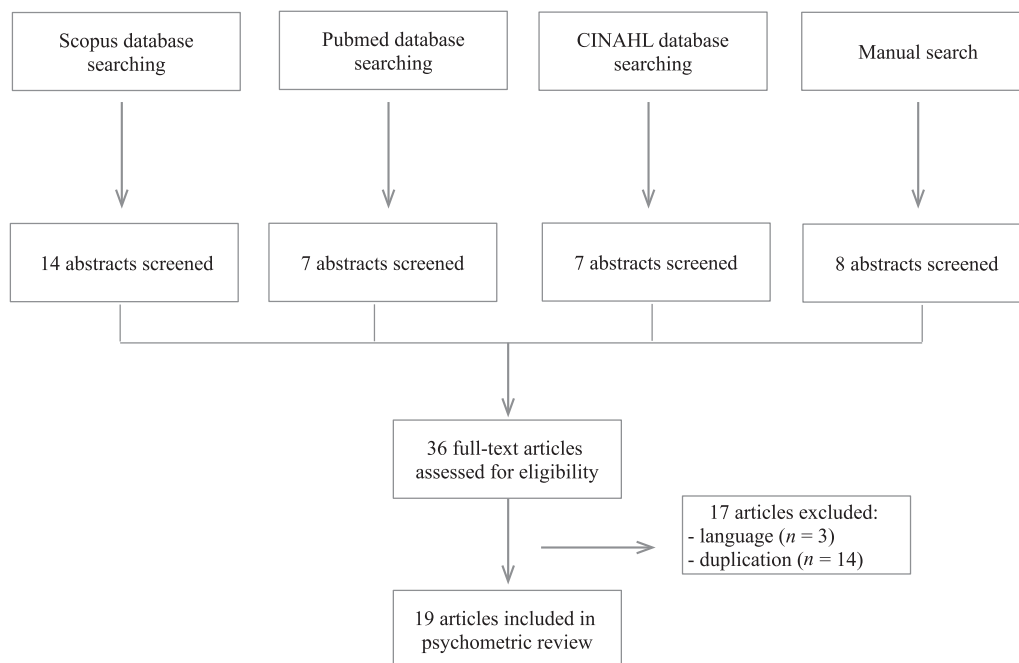 Scopus database
searching
Pubmed database
searching
CINAHL database
searching
Manual search
14 abstracts screened
7 abstracts screened
7 abstracts screened
8 abstracts screened
36 full-text articles
assessed for eligibility
17 articles excluded:
- language (n = 3)
- duplication (n = 14)
19 articles included in
psychometric review